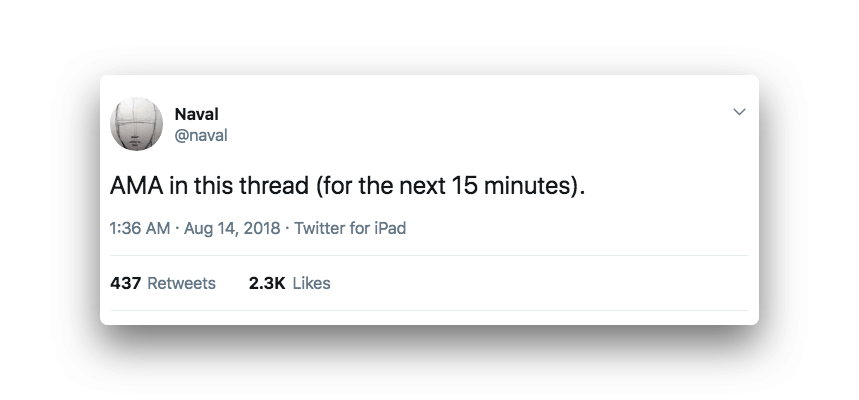 Naval
@naval
AMA in this thread (for the next 15 minutes).
1:36 AM · Aug 14, 2018 · Twitter for iPad
437 Retweets 2.3K Likes